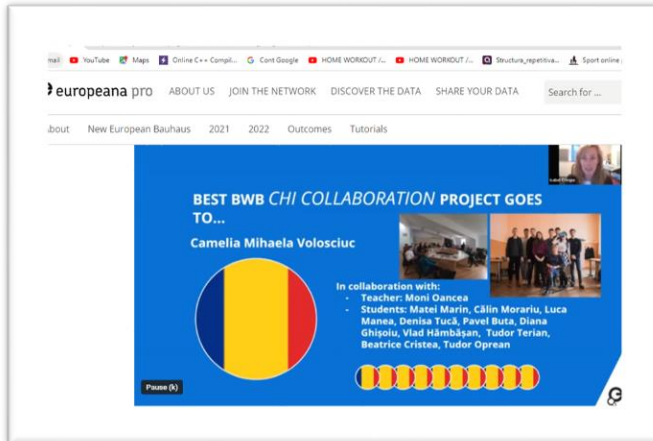 YouTube Maps Online C++ Compil... Cont Google HOME WORKOUT /... HOME WORKOUT /... Structura_repetitiva... Sport online
europeana pro ABOUT US JOIN THE NETWORK DISCOVER THE DATA SHARE YOUR DATA Search for ...
About New European Bauhaus 2021 2022 Outcomes Tutorials
BEST BWB CHI COLLABORATION PROJECT GOES
TO...
Camelia Mihaela Volosciuc
In collaboration with:
- Teacher: Moni Oancea
- Students: Matei Marin, Călin Morariu, Luca
Manea, Denisa Tucă, Pavel Buta, Diana
Ghișoiu, Vlad Hămbășan, Tudor Terian,
Beatrice Cristea, Tudor Oprean
Pause (k)